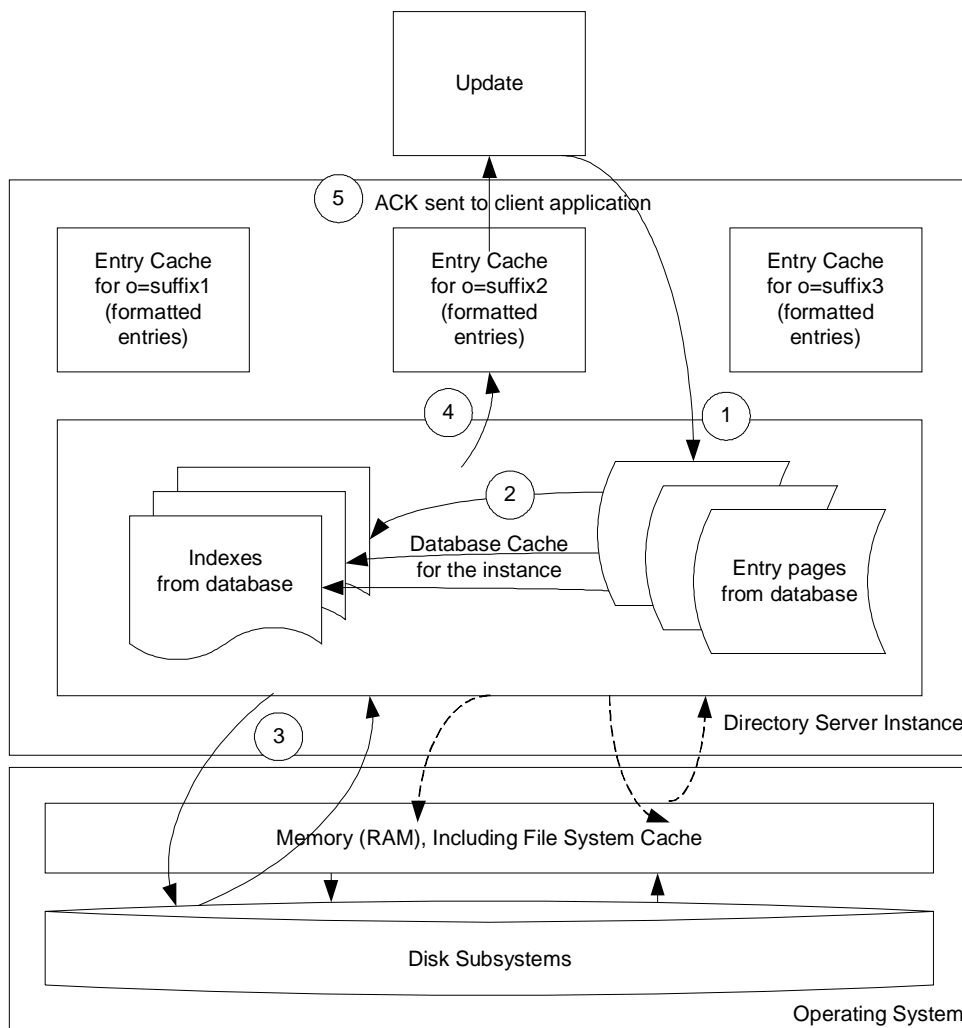 Update
5
ACK sent to client application
Entry Cache
for o=suffix1
(formatted
entries)
Entry Cache
for o=suffix2
(formatted
entries)
Entry Cache
for o=suffix3
(formatted
entries)
4
1
2
Indexes
from database
Database Cache
for the instance
Entry pages
from database
3
Directory Server Instance
Memory (RAM), Including File System Cache
Disk Subsystems
Operating System